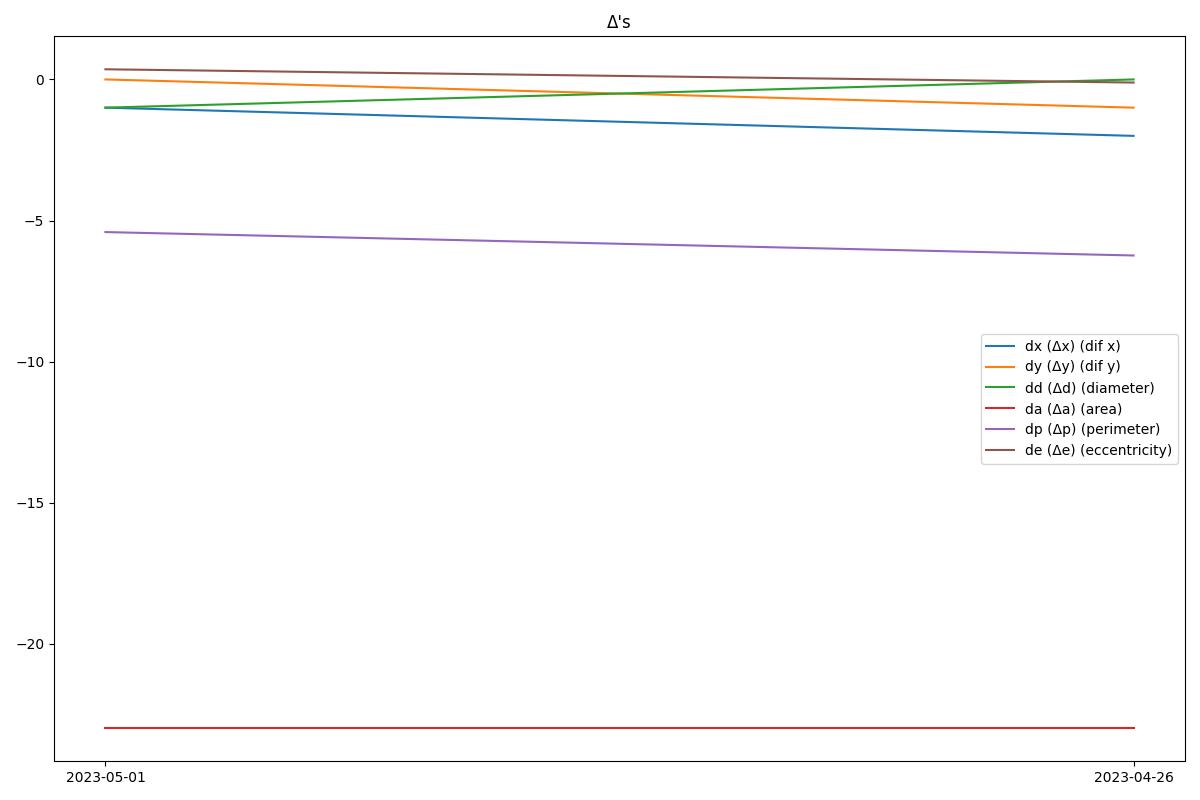 Δ's
0
−5
−10
−15
−20
dx (Δx) (dif x)
dy (Δy) (dif y)
dd (Δd) (diameter)
da (Δa) (area)
dp (Δp) (perimeter)
de (Δe) (eccentricity)
2023-05-01
2023-04-26